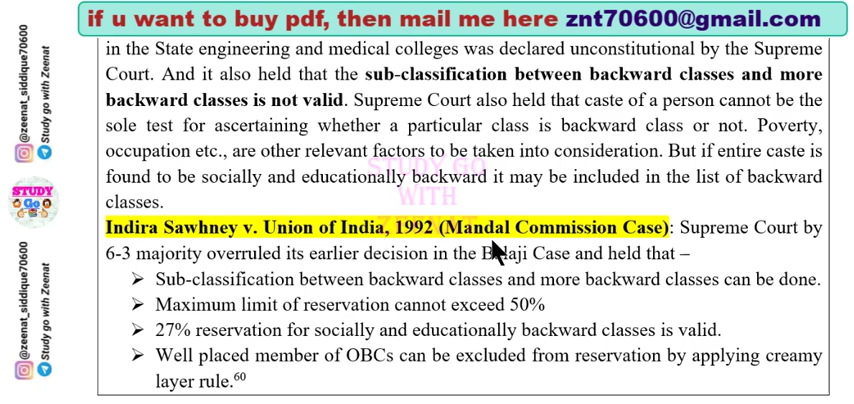 if u want to buy pdf, then mail me here znt70600@gmail.com
in the State engineering and medical colleges was declared unconstitutional by the Supreme
Court. And it also held that the sub-classification between backward classes and more
backward classes is not valid. Supreme Court also held that caste of a person cannot be the
sole test for ascertaining whether a particular class is backward class or not. Poverty,
occupation etc., are other relevant factors to be taken into consideration. But if entire caste is
found to be socially and educationally backward it may be included in the list of backward
classes.
Indira Sawhney v. Union of India, 1992 (Mandal Commission Case): Supreme Court by
6-3 majority overruled its earlier decision in the Balaji Case and held that –
➢ Sub-classification between backward classes and more backward classes can be done.
➢ Maximum limit of reservation cannot exceed 50%
➢ 27% reservation for socially and educationally backward classes is valid.
➢ Well placed member of OBCs can be excluded from reservation by applying creamy
layer rule.60
@zeenat_siddique70600
Study go with Zeenat
STUDY
Go
@zeenat_siddique70600
Study go with Zeenat
STUDY GO
WITH
ZEENAT